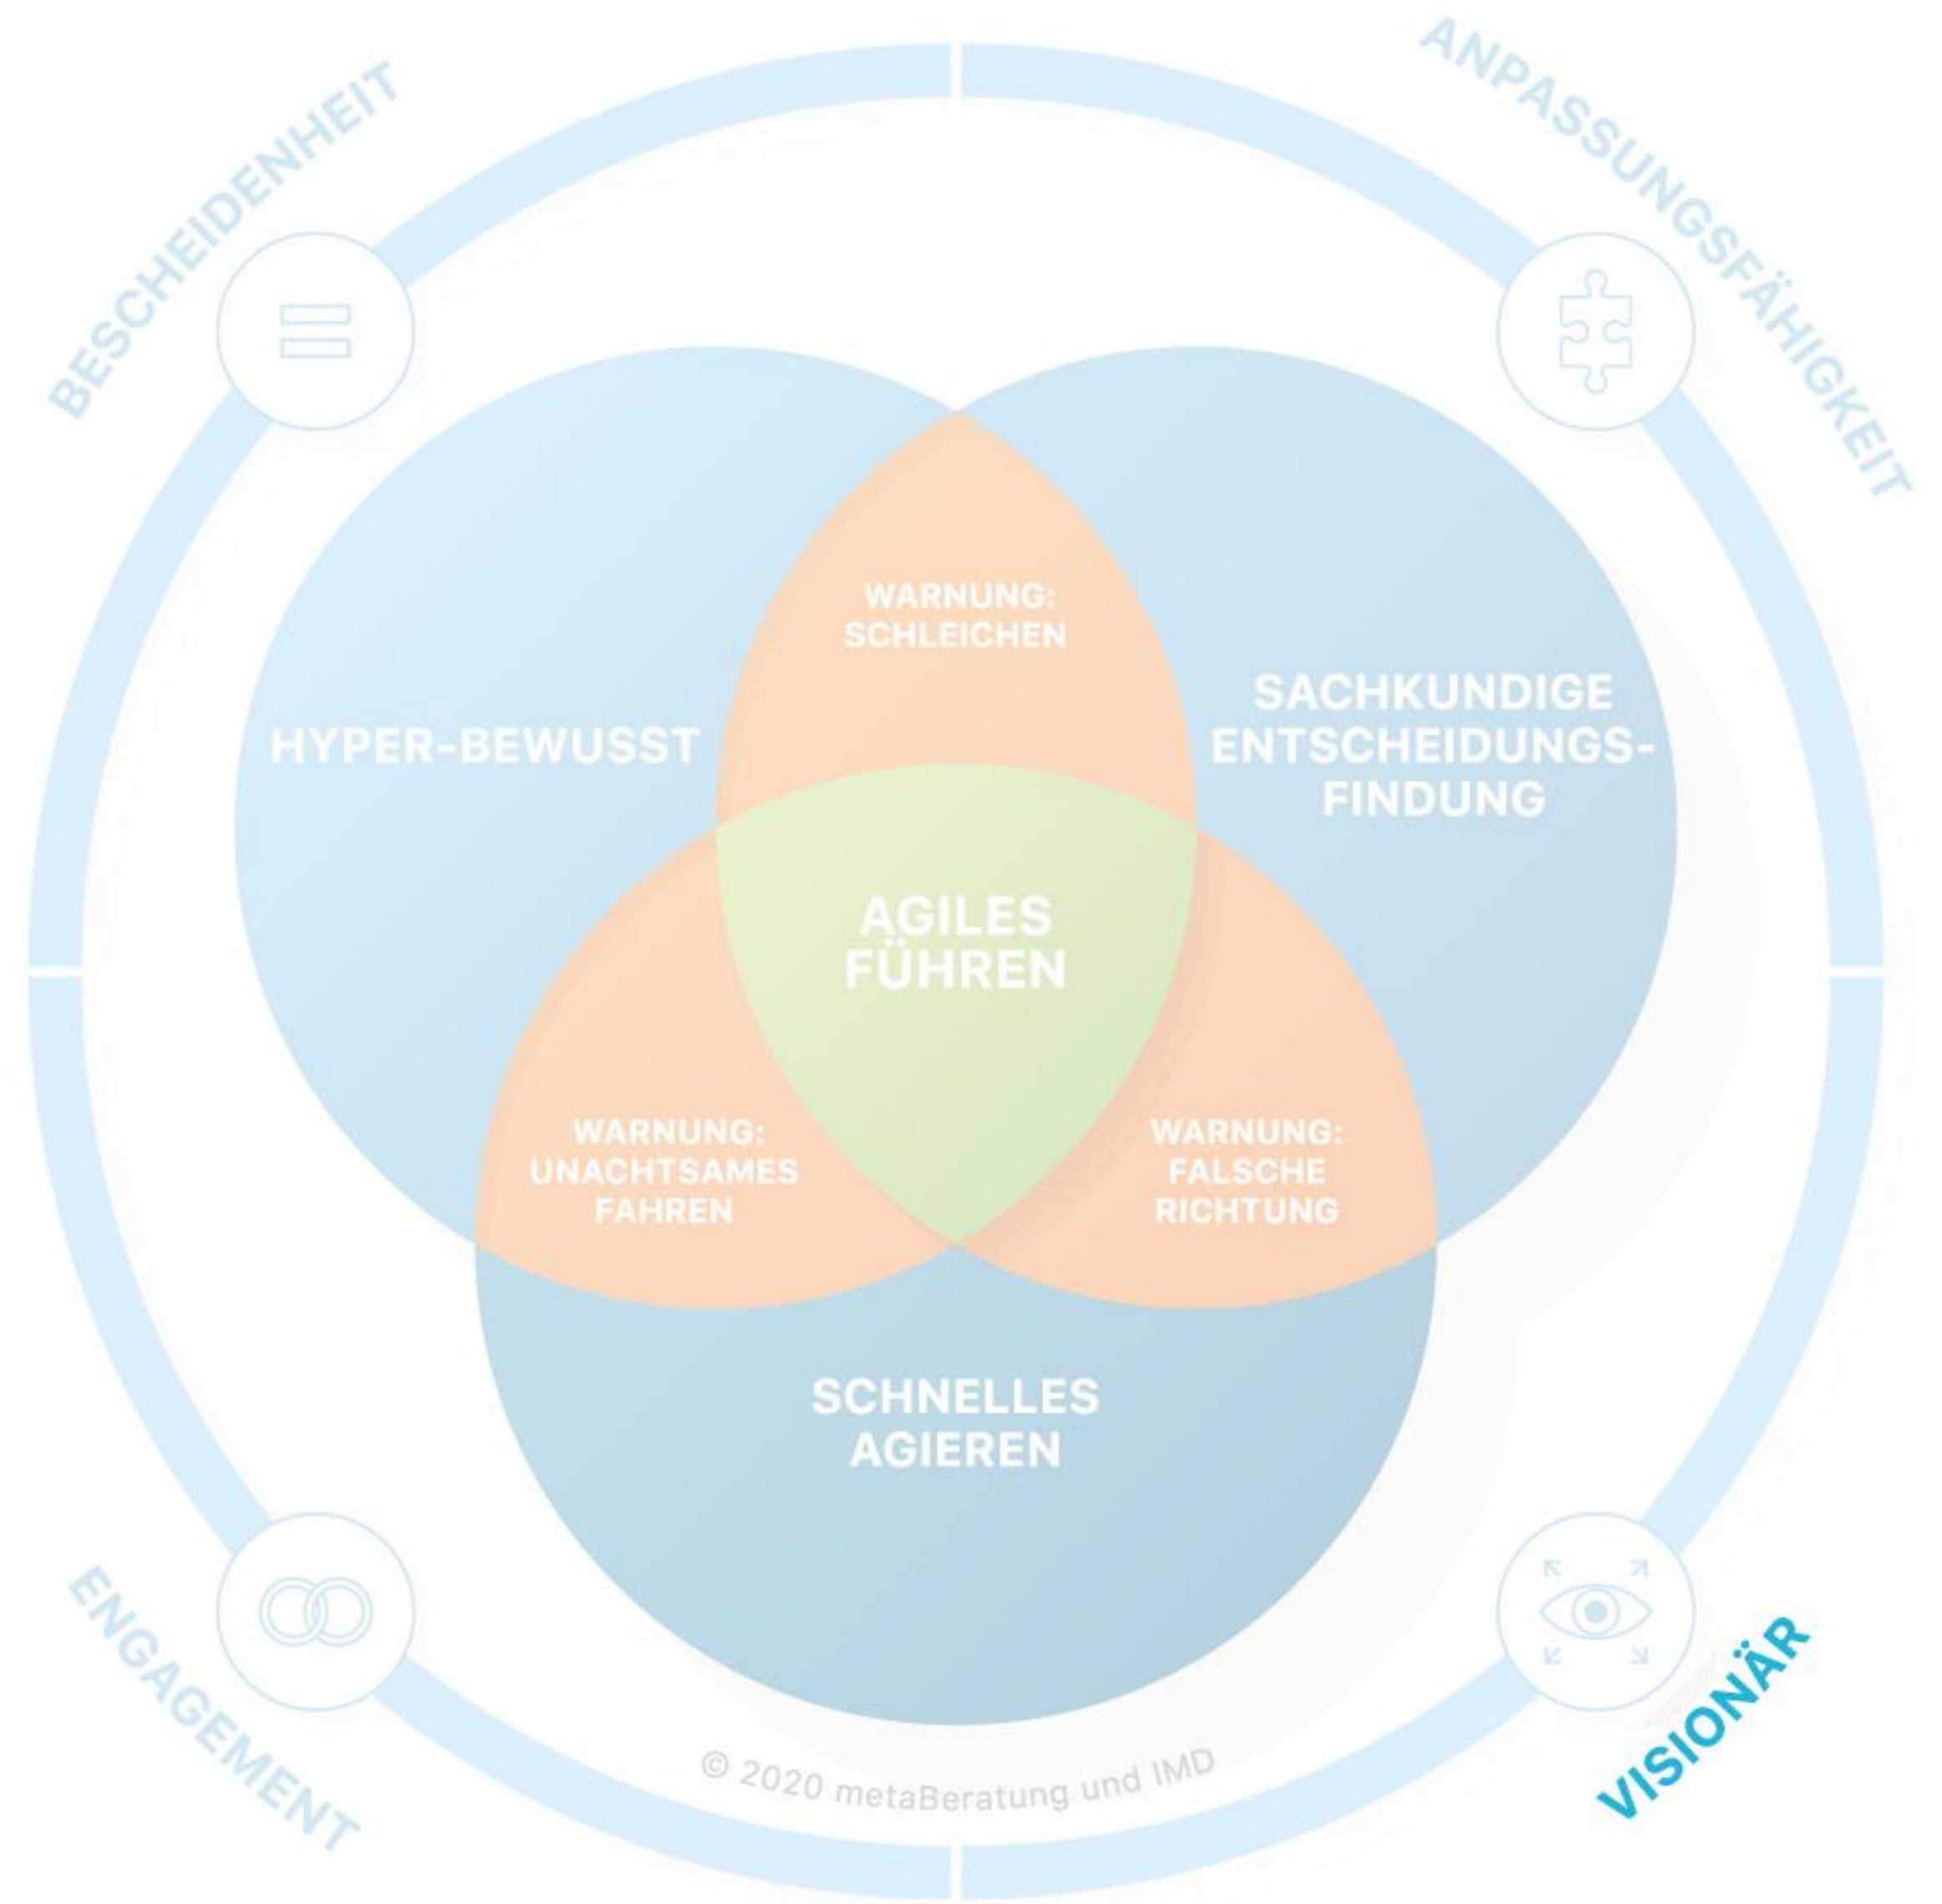 BESCHEIDENHEIT
ANPASSUNGSFÄHIGKEIT
WARNUNG:
SCHLEICHEN
HYPER-BEWUSST
SACHKUNDIGE
ENTSCHEIDUNGS-
FINDUNG
AGILES
FÜHREN
WARNUNG:
UNACHTSAMES
FAHREN
WARNUNG:
FALSCHE
RICHTUNG
SCHNELLES
AGIEREN
ENGAGEMENT
VISIONÄR
© 2020 metaBeratung und IMD